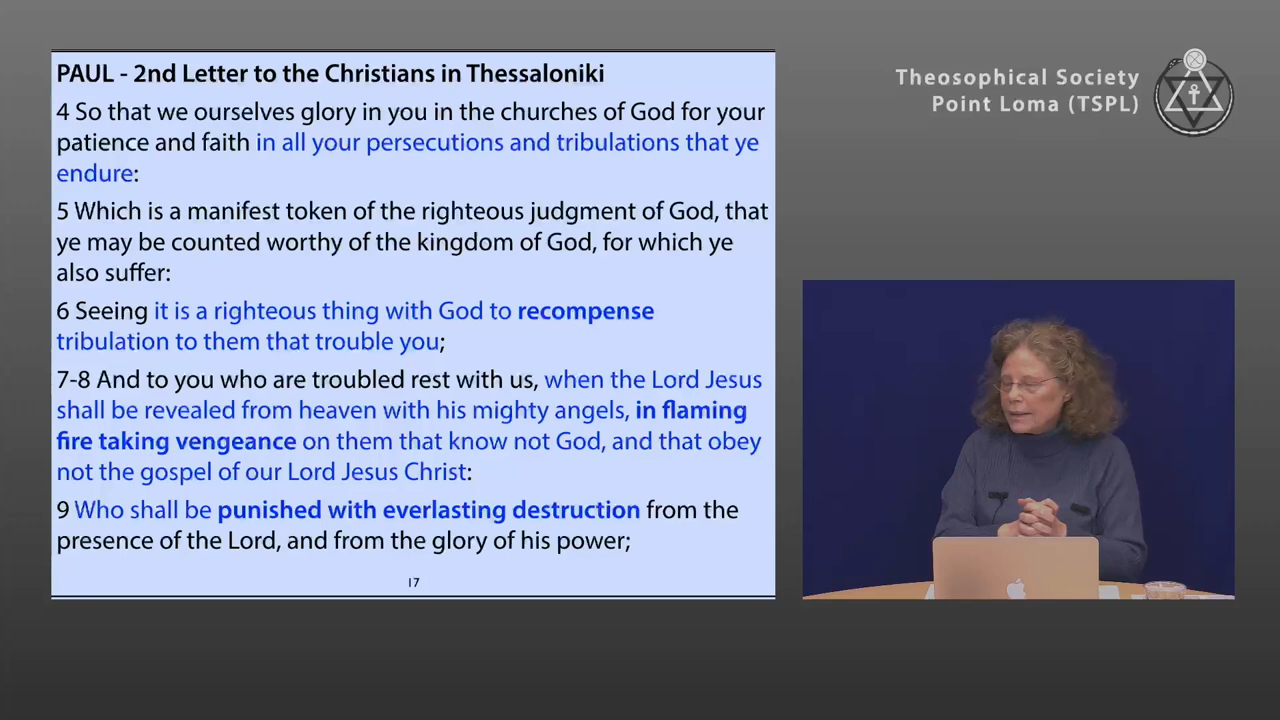 PAUL - 2nd Letter to the Christians in Thessaloniki
4 So that we ourselves glory in you in the churches of God for your
patience and faith in all your persecutions and tribulations that ye
endure:
5 Which is a manifest token of the righteous judgment of God, that
ye may be counted worthy of the kingdom of God, for which ye
also suffer:
6 Seeing it is a righteous thing with God to recompense
tribulation to them that trouble you;
7-8 And to you who are troubled rest with us, when the Lord Jesus
shall be revealed from heaven with his mighty angels, in flaming
fire taking vengeance on them that know not God, and that obey
not the gospel of our Lord Jesus Christ:
9 Who shall be punished with everlasting destruction from the
presence of the Lord, and from the glory of his power;
17
Theosophical Society
Point Loma (TSPL)